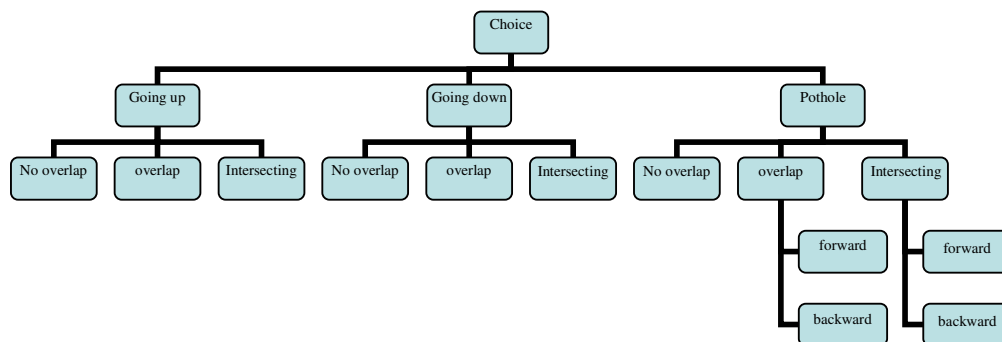 Choice
Going up
Going down
Pothole
No overlap
overlap
Intersecting
No overlap
overlap
Intersecting
No overlap
overlap
Intersecting
forward
forward
backward
backward